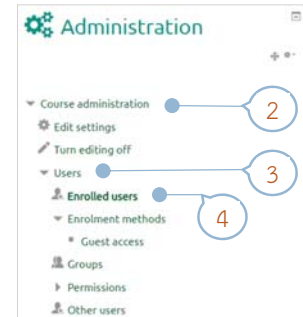 Administration
Course administration
2
Edit settings
Turn editing off
Users
3
Enrolled users
4
Enrolment methods
Guest access
Groups
Permissions
Other users